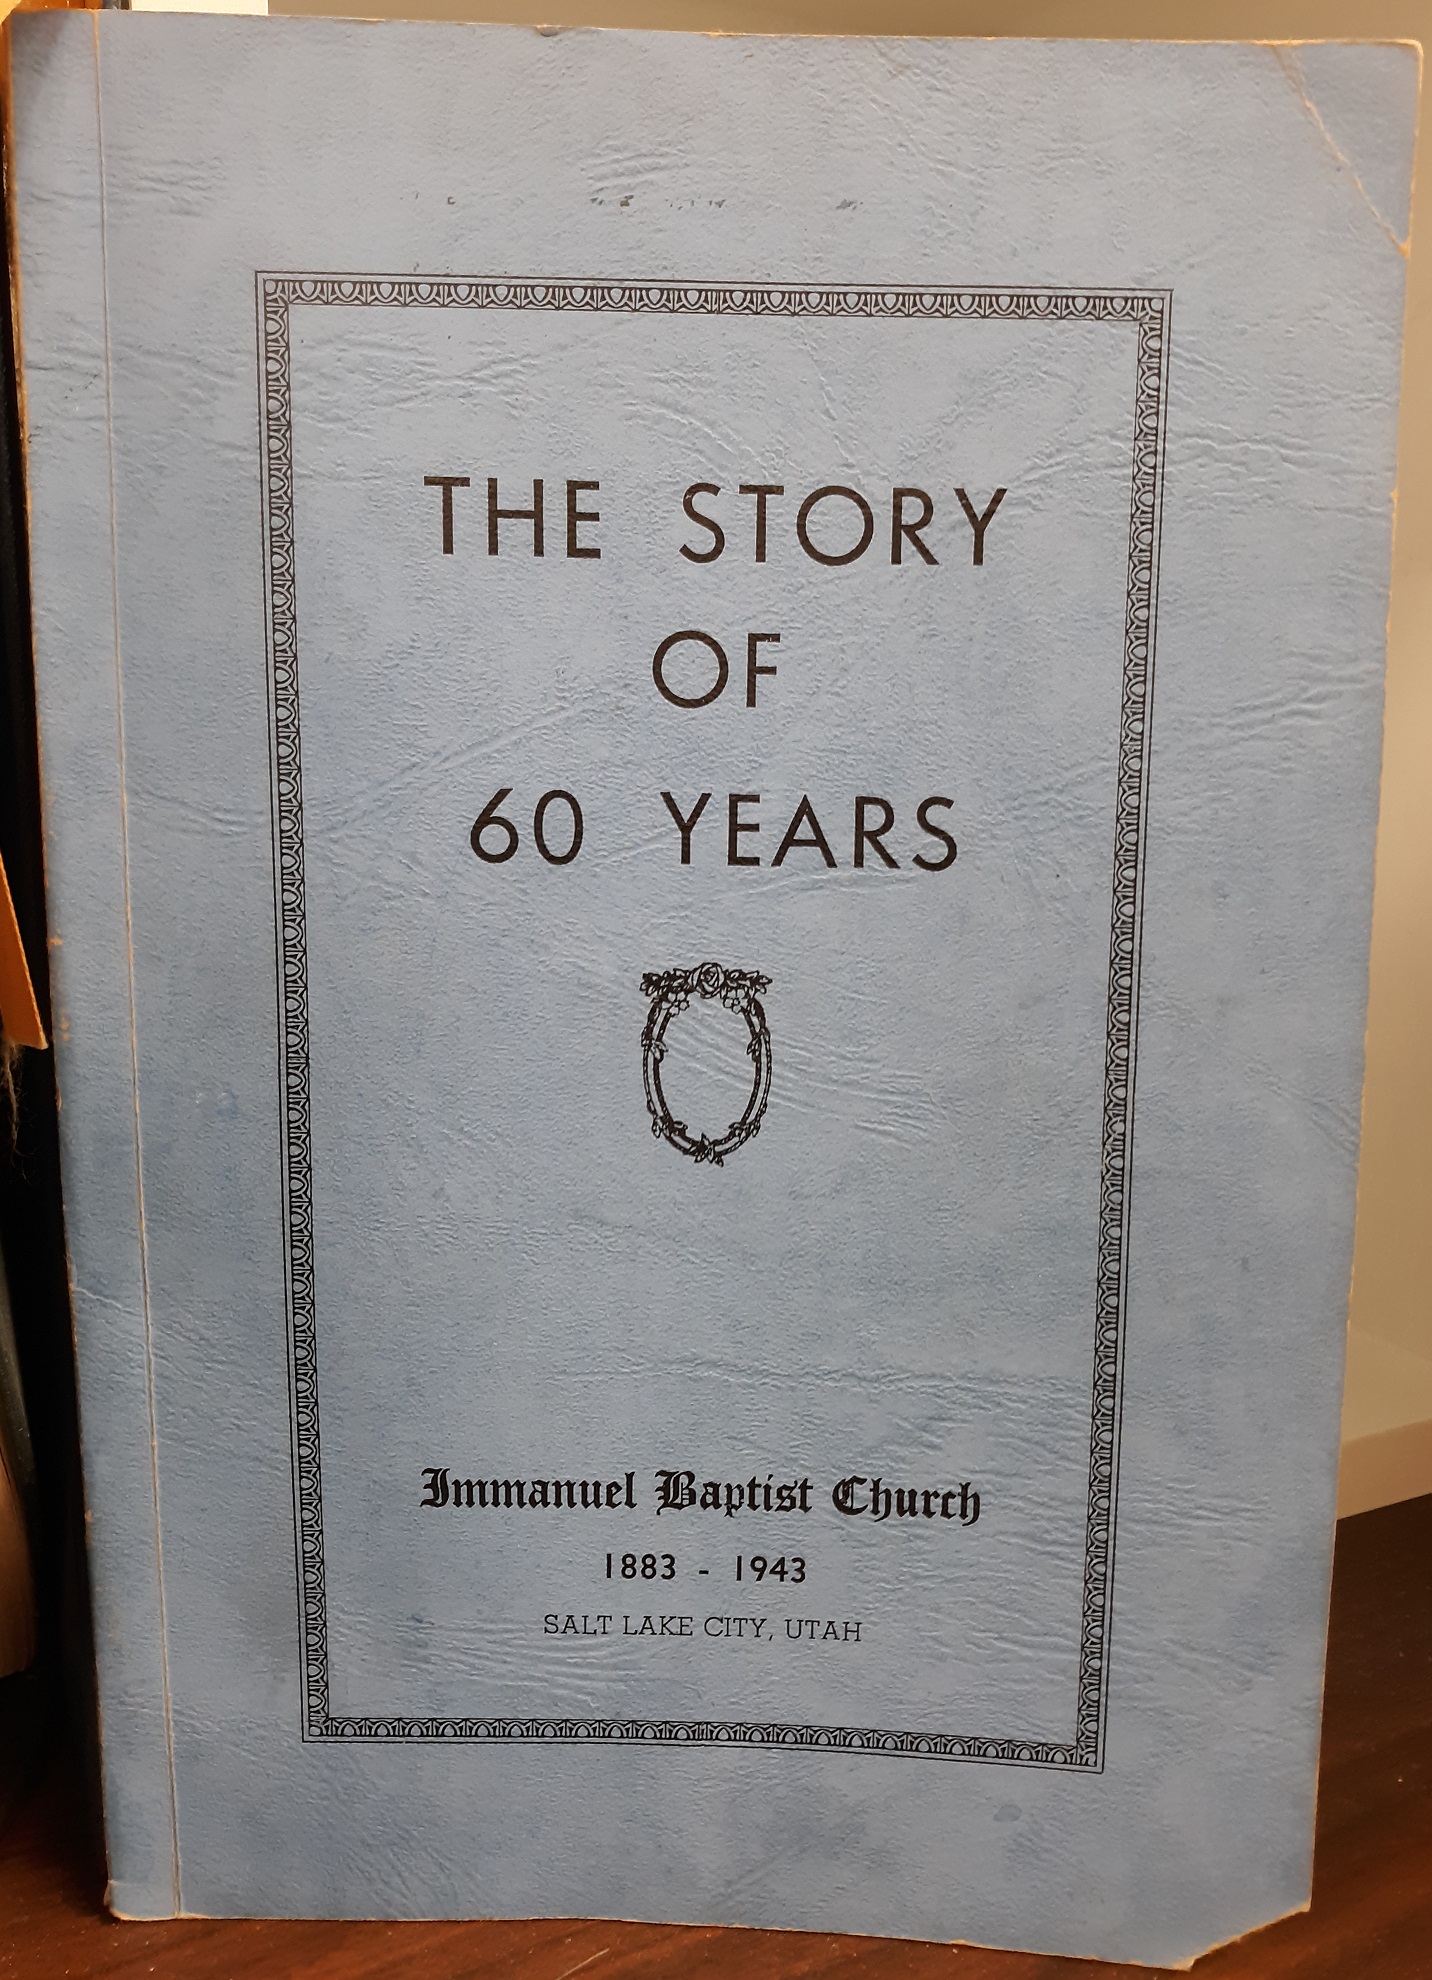 THE STORY
OF
60 YEARS
Immanuel Baptist Church
1883 - 1943
SALT LAKE CITY, UTAH